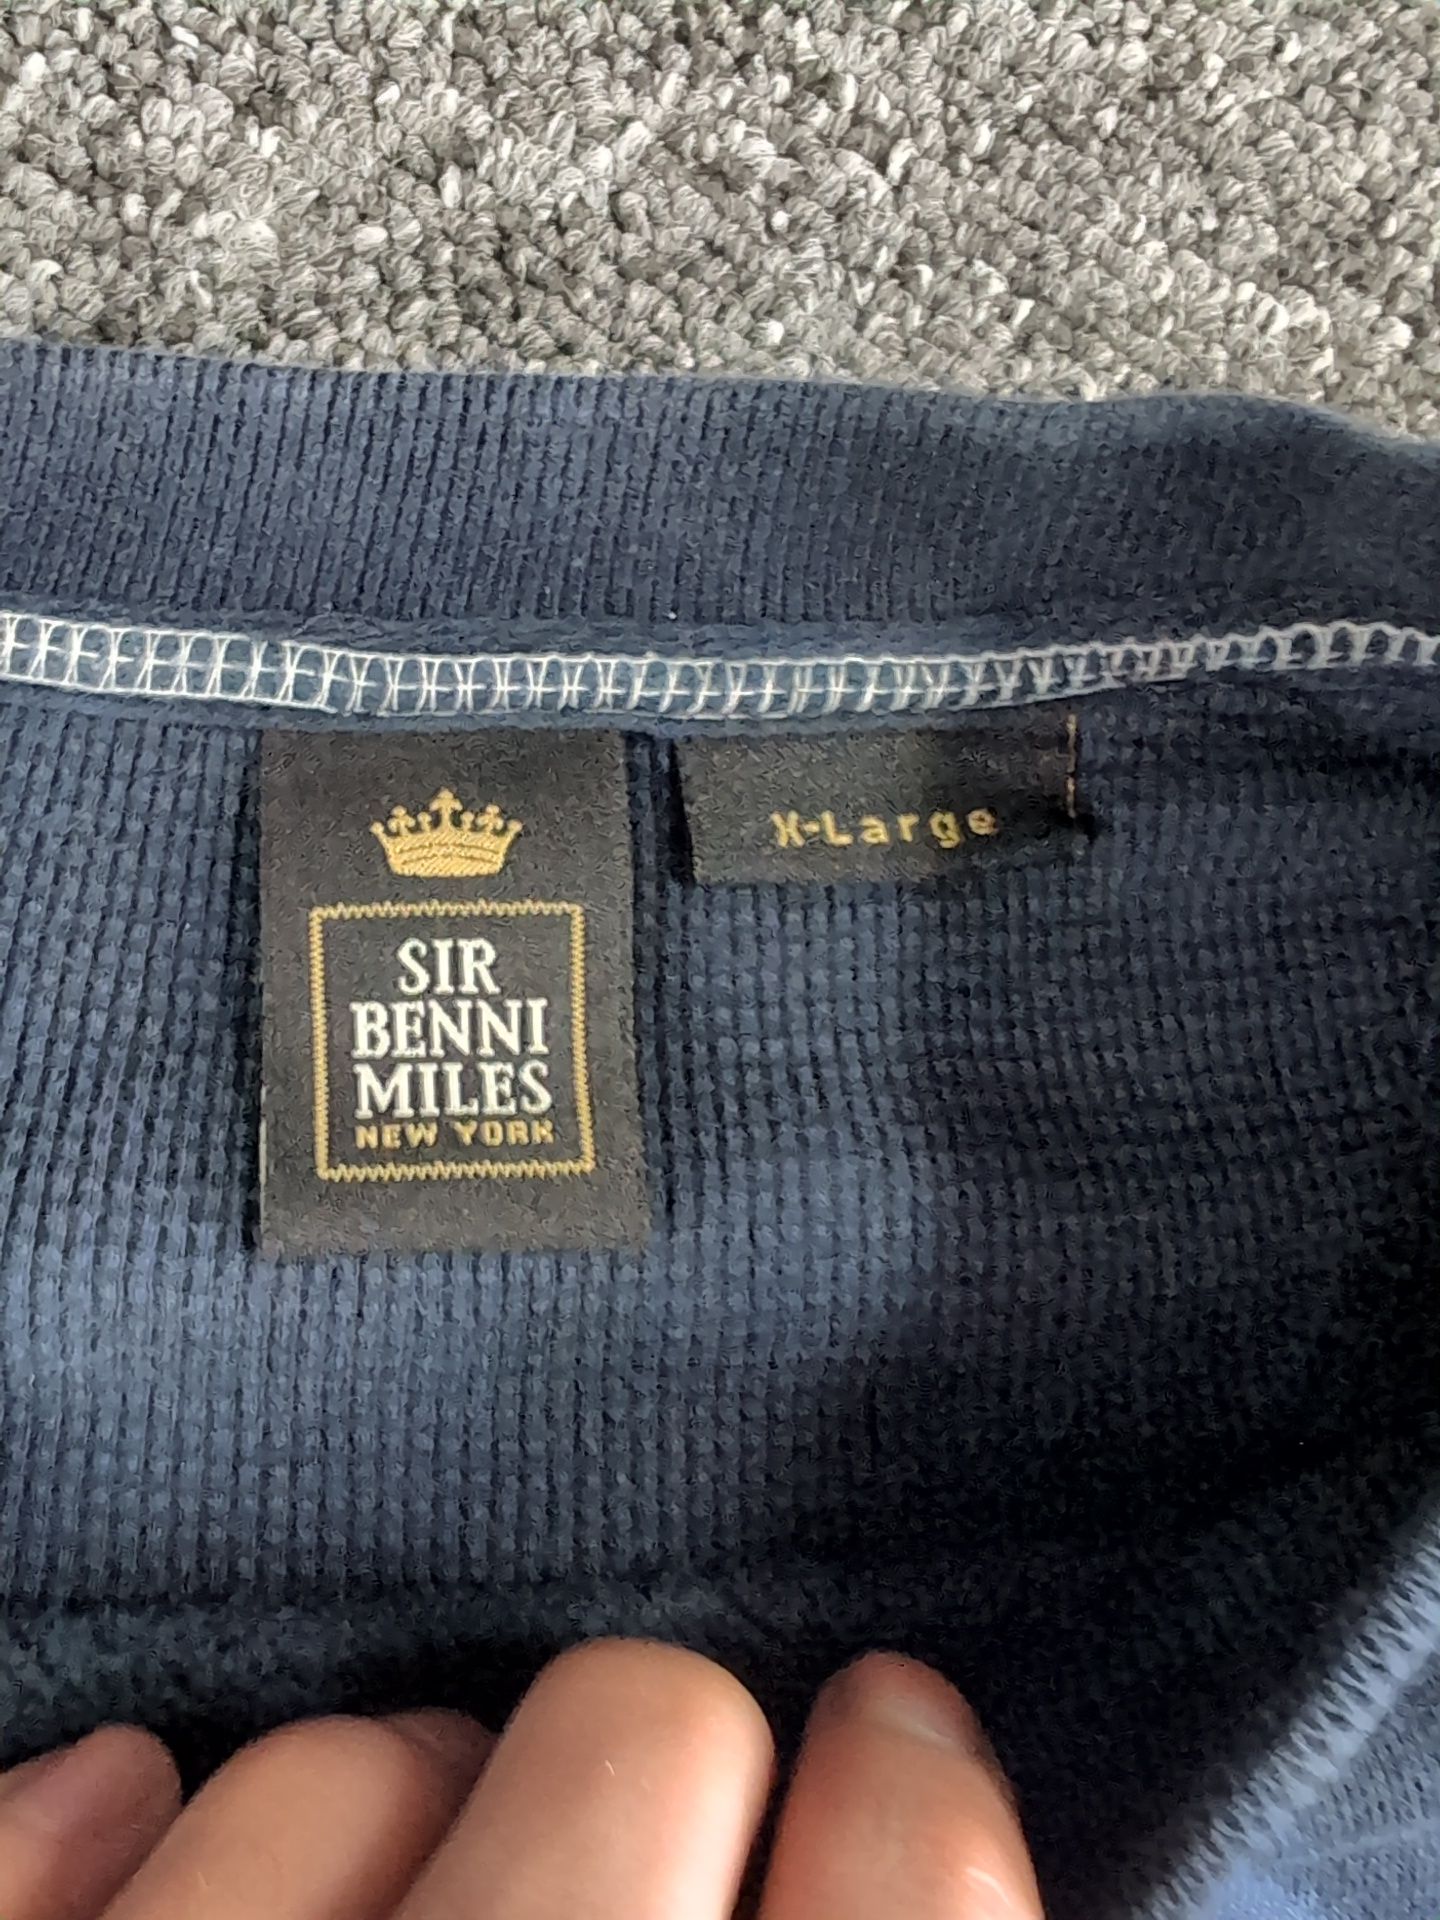 SIR
BENNI
MILES
NEW YORK
X-Large